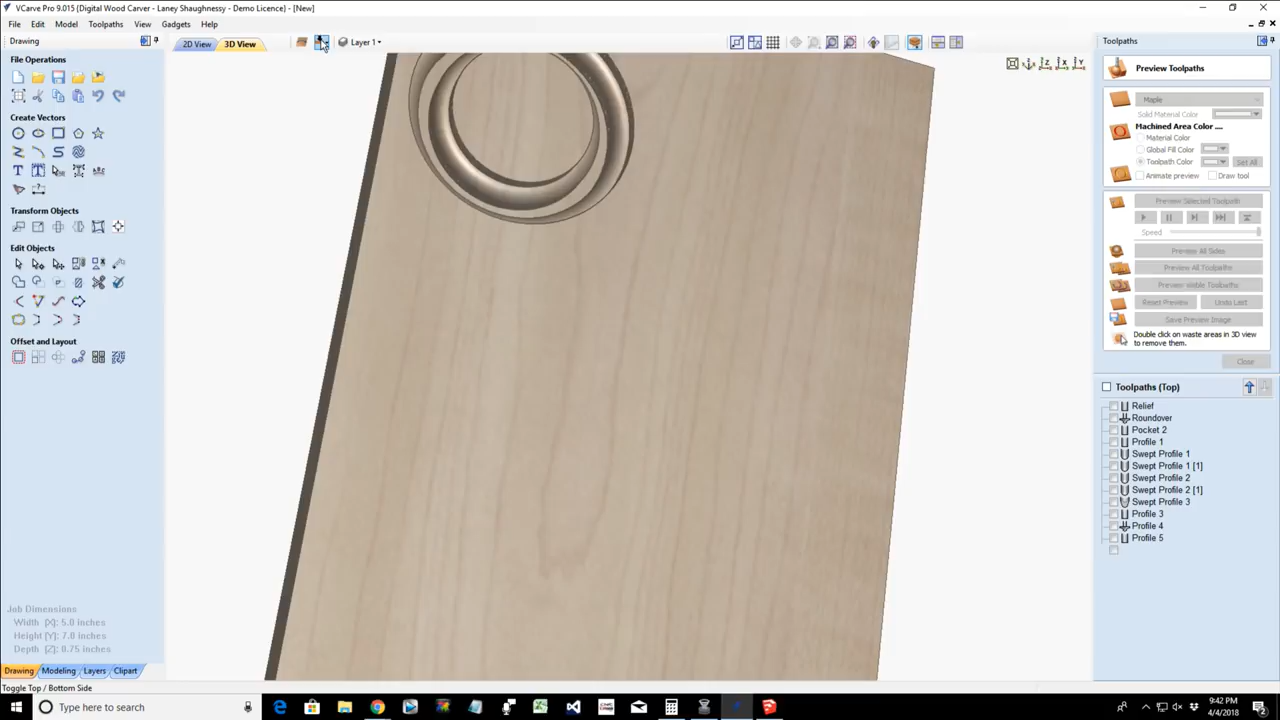 VCarve Pro 9.015 {Digital Wood Carver - Laney Shaughnessy - Demo Licence} - [New]
File Edit Model Toolpaths View Gadgets Help
Drawing
2D View 3D View Layer 1
Toolpaths
File Operations
Create Vectors
Transform Objects
Edit Objects
Offset and Layout
Job Dimensions
Width (X): 5.0 inches
Height (Y): 7.0 inches
Depth (Z): 0.75 inches
Drawing Modeling Layers Clipart
Toggle Top / Bottom Side
Preview Toolpaths
Maple
Solid Material Color
Machined Area Color ....
Material Color
Global Fill Color
Toolpath Color Set All
Animate preview Draw tool
Preview Selected Toolpath
Speed
Preview All Sides
Preview All Toolpaths
Preview Visible Toolpaths
Reset Preview Undo Last
Save Preview Image
Double click on waste areas in 3D view
to remove them.
Close
Toolpaths (Top)
Relief
Roundover
Pocket 2
Profile 1
Swept Profile 1
Swept Profile 1 [1]
Swept Profile 2
Swept Profile 2 [1]
Swept Profile 3
Profile 3
Profile 4
Profile 5
Type here to search
9:42 PM
4/4/2018